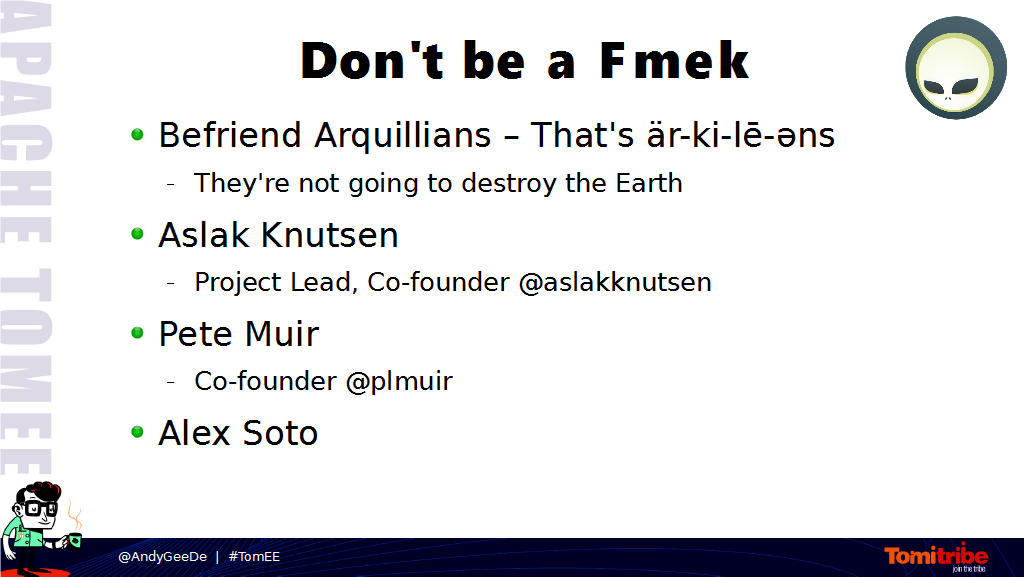 Don't be a Fmek
Befriend Arquillians – That's är-ki-lē-əns
- They're not going to destroy the Earth
Aslak Knutsen
- Project Lead, Co-founder @aslakknutsen
Pete Muir
- Co-founder @plmuir
Alex Soto
APACHE TOMEE
@AndyGeeDe | #TomEE
Tomitribe
join the tribe